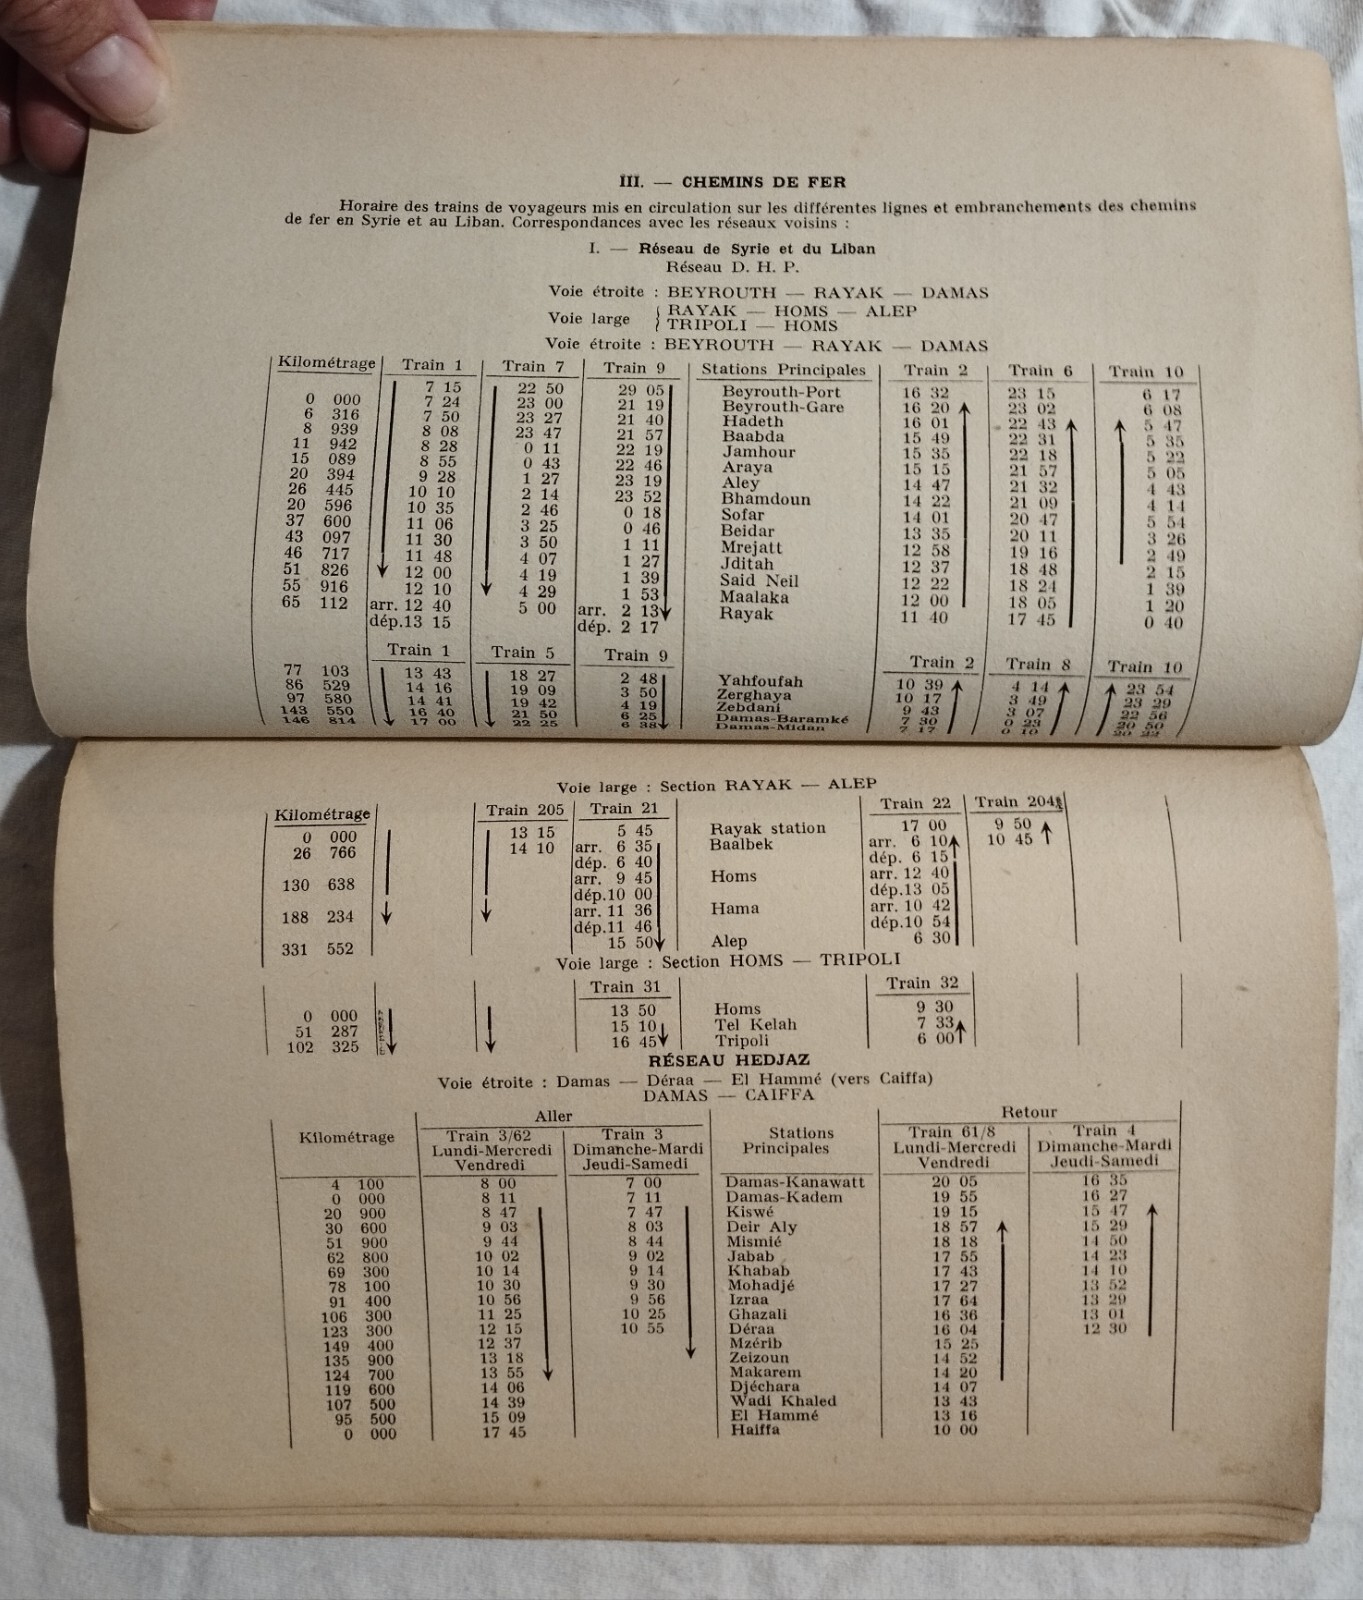 III. — CHEMINS DE FER
Horaire des trains de voyageurs mis en circulation sur les différentes lignes et embranchements des chemins
de fer en Syrie et au Liban. Correspondances avec les réseaux voisins :
I. — Réseau de Syrie et du Liban
Réseau D. H. P.
Voie étroite : BEYROUTH — RAYAK — DAMAS
Voie large { RAYAK — HOMS — ALEP
TRIPOLI — HOMS
Voie étroite : BEYROUTH — RAYAK — DAMAS
Kilométrage Train 1 Train 7 Train 9 Stations Principales Train 2 Train 6 Train 10
7 15 22 50 29 05 Beyrouth-Port 16 32 23 15 6 17
0 000 7 24 23 00 21 19 Beyrouth-Gare 16 20 23 02 6 08
6 316 7 50 23 27 21 40 Hadeth 16 01 22 43 5 47
8 939 8 08 23 47 21 57 Baabda 15 49 22 31 5 35
11 942 8 28 0 11 22 19 Jamhour 15 35 22 18 5 22
15 089 8 55 0 43 22 46 Araya 15 15 21 57 5 05
20 394 9 28 1 27 23 19 Aley 14 47 21 32 4 43
26 445 10 10 2 14 23 52 Bhamdoun 14 22 21 09 4 14
20 596 10 35 2 46 0 18 Sofar 14 01 20 47 5 54
37 600 11 06 3 25 0 46 Beidar 13 35 20 11 3 26
43 097 11 30 3 50 1 11 Mrejatt 12 58 19 16 2 49
46 717 11 48 4 07 1 27 Jditah 12 37 18 48 2 15
51 826 12 00 4 19 1 39 Said Neil 12 22 18 24 1 39
55 916 12 10 4 29 1 53 Maalaka 12 00 18 05 1 20
65 112 arr. 12 40 5 00 arr. 2 13 Rayak 11 40 17 45 0 40
dép.13 15 dép. 2 17
Train 1 Train 5 Train 9 Train 2 Train 8 Train 10
77 103 13 43 18 27 2 48 Yahfoufah 10 39 4 14 23 54
86 529 14 16 19 09 3 50 Zerghaya 10 17 3 49 23 29
97 580 14 41 19 42 4 19 Zebdani 9 43 3 07 22 56
143 550 16 40 21 50 6 25 Damas-Baramké 7 30 0 23 20 50
146 814 17 00 22 25 6 38 Damas-Midan 7 17 0 10 20 22
Voie large : Section RAYAK — ALEP
Kilométrage Train 205 Train 21 Train 22 Train 204
0 000 13 15 5 45 Rayak station 17 00 9 50
26 766 14 10 arr. 6 35 Baalbek arr. 6 10 10 45
dép. 6 40 dép. 6 15
130 638 arr. 9 45 Homs arr. 12 40
dép.10 00 dép.13 05
188 234 arr. 11 36 Hama arr. 10 42
dép.11 46 dép.10 54
331 552 15 50 Alep 6 30
Voie large : Section HOMS — TRIPOLI
Train 31 Train 32
0 000 13 50 Homs 9 30
51 287 15 10 Tel Kelah 7 33
102 325 16 45 Tripoli 6 00
RÉSEAU HEDJAZ
Voie étroite : Damas — Déraa — El Hammé (vers Caiffa)
DAMAS — CAIFFA
Aller Retour
Kilométrage Train 3/62 Train 3 Stations Train 61/8 Train 4
Lundi-Mercredi Dimanche-Mardi Principales Lundi-Mercredi Dimanche-Mardi
Vendredi Jeudi-Samedi Vendredi Jeudi-Samedi
4 100 8 00 7 00 Damas-Kanawatt 20 05 16 35
0 000 8 11 7 11 Damas-Kadem 19 55 16 27
20 900 8 47 7 47 Kiswé 19 15 15 47
30 600 9 03 8 03 Deir Aly 18 57 15 29
51 900 9 44 8 44 Mismié 18 18 14 50
62 800 10 02 9 02 Jabab 17 55 14 23
69 300 10 14 9 14 Khabab 17 43 14 10
78 100 10 30 9 30 Mohadjé 17 27 13 52
91 400 10 56 9 56 Izraa 17 64 13 29
106 300 11 25 10 25 Ghazali 16 36 13 01
123 300 12 15 10 55 Déraa 16 04 12 30
149 400 12 37 Mzérib 15 25
135 900 13 18 Zeizoun 14 52
124 700 13 55 Makarem 14 20
119 600 14 06 Djéchara 14 07
107 500 14 39 Wadi Khaled 13 43
95 500 15 09 El Hammé 13 16
0 000 17 45 Haiffa 10 00